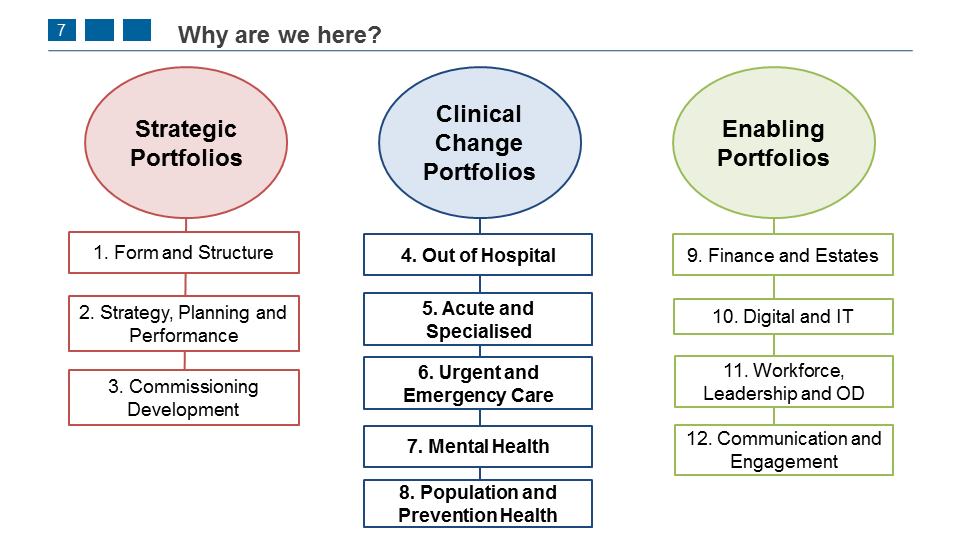 7
Why are we here?
Strategic
Portfolios
1. Form and Structure
2. Strategy, Planning and
Performance
3. Commissioning
Development
Clinical
Change
Portfolios
4. Out of Hospital
5. Acute and
Specialised
6. Urgent and
Emergency Care
7. Mental Health
8. Population and
Prevention Health
Enabling
Portfolios
9. Finance and Estates
10. Digital and IT
11. Workforce,
Leadership and OD
12. Communication and
Engagement